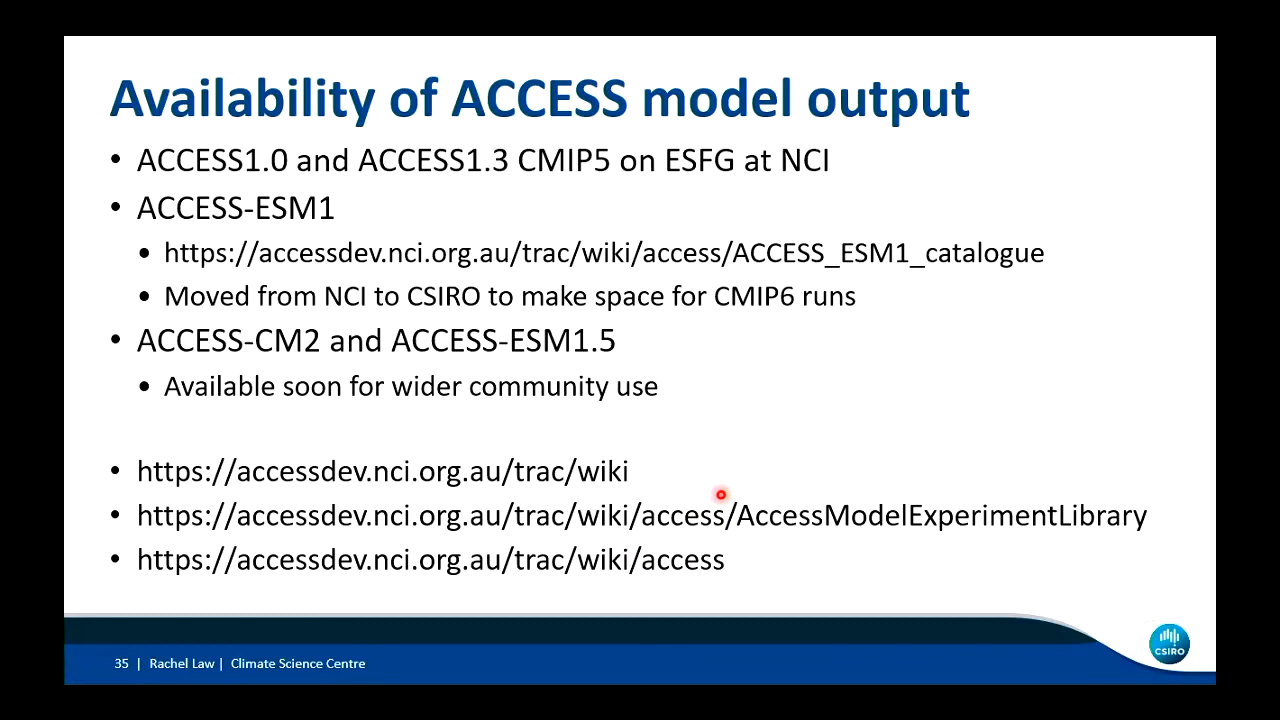 Availability of ACCESS model output
• ACCESS1.0 and ACCESS1.3 CMIP5 on ESFG at NCI
• ACCESS-ESM1
• https://accessdev.nci.org.au/trac/wiki/access/ACCESS_ESM1_catalogue
• Moved from NCI to CSIRO to make space for CMIP6 runs
• ACCESS-CM2 and ACCESS-ESM1.5
• Available soon for wider community use
• https://accessdev.nci.org.au/trac/wiki
• https://accessdev.nci.org.au/trac/wiki/access/AccessModelExperimentLibrary
• https://accessdev.nci.org.au/trac/wiki/access
35 | Rachel Law | Climate Science Centre
CSIRO